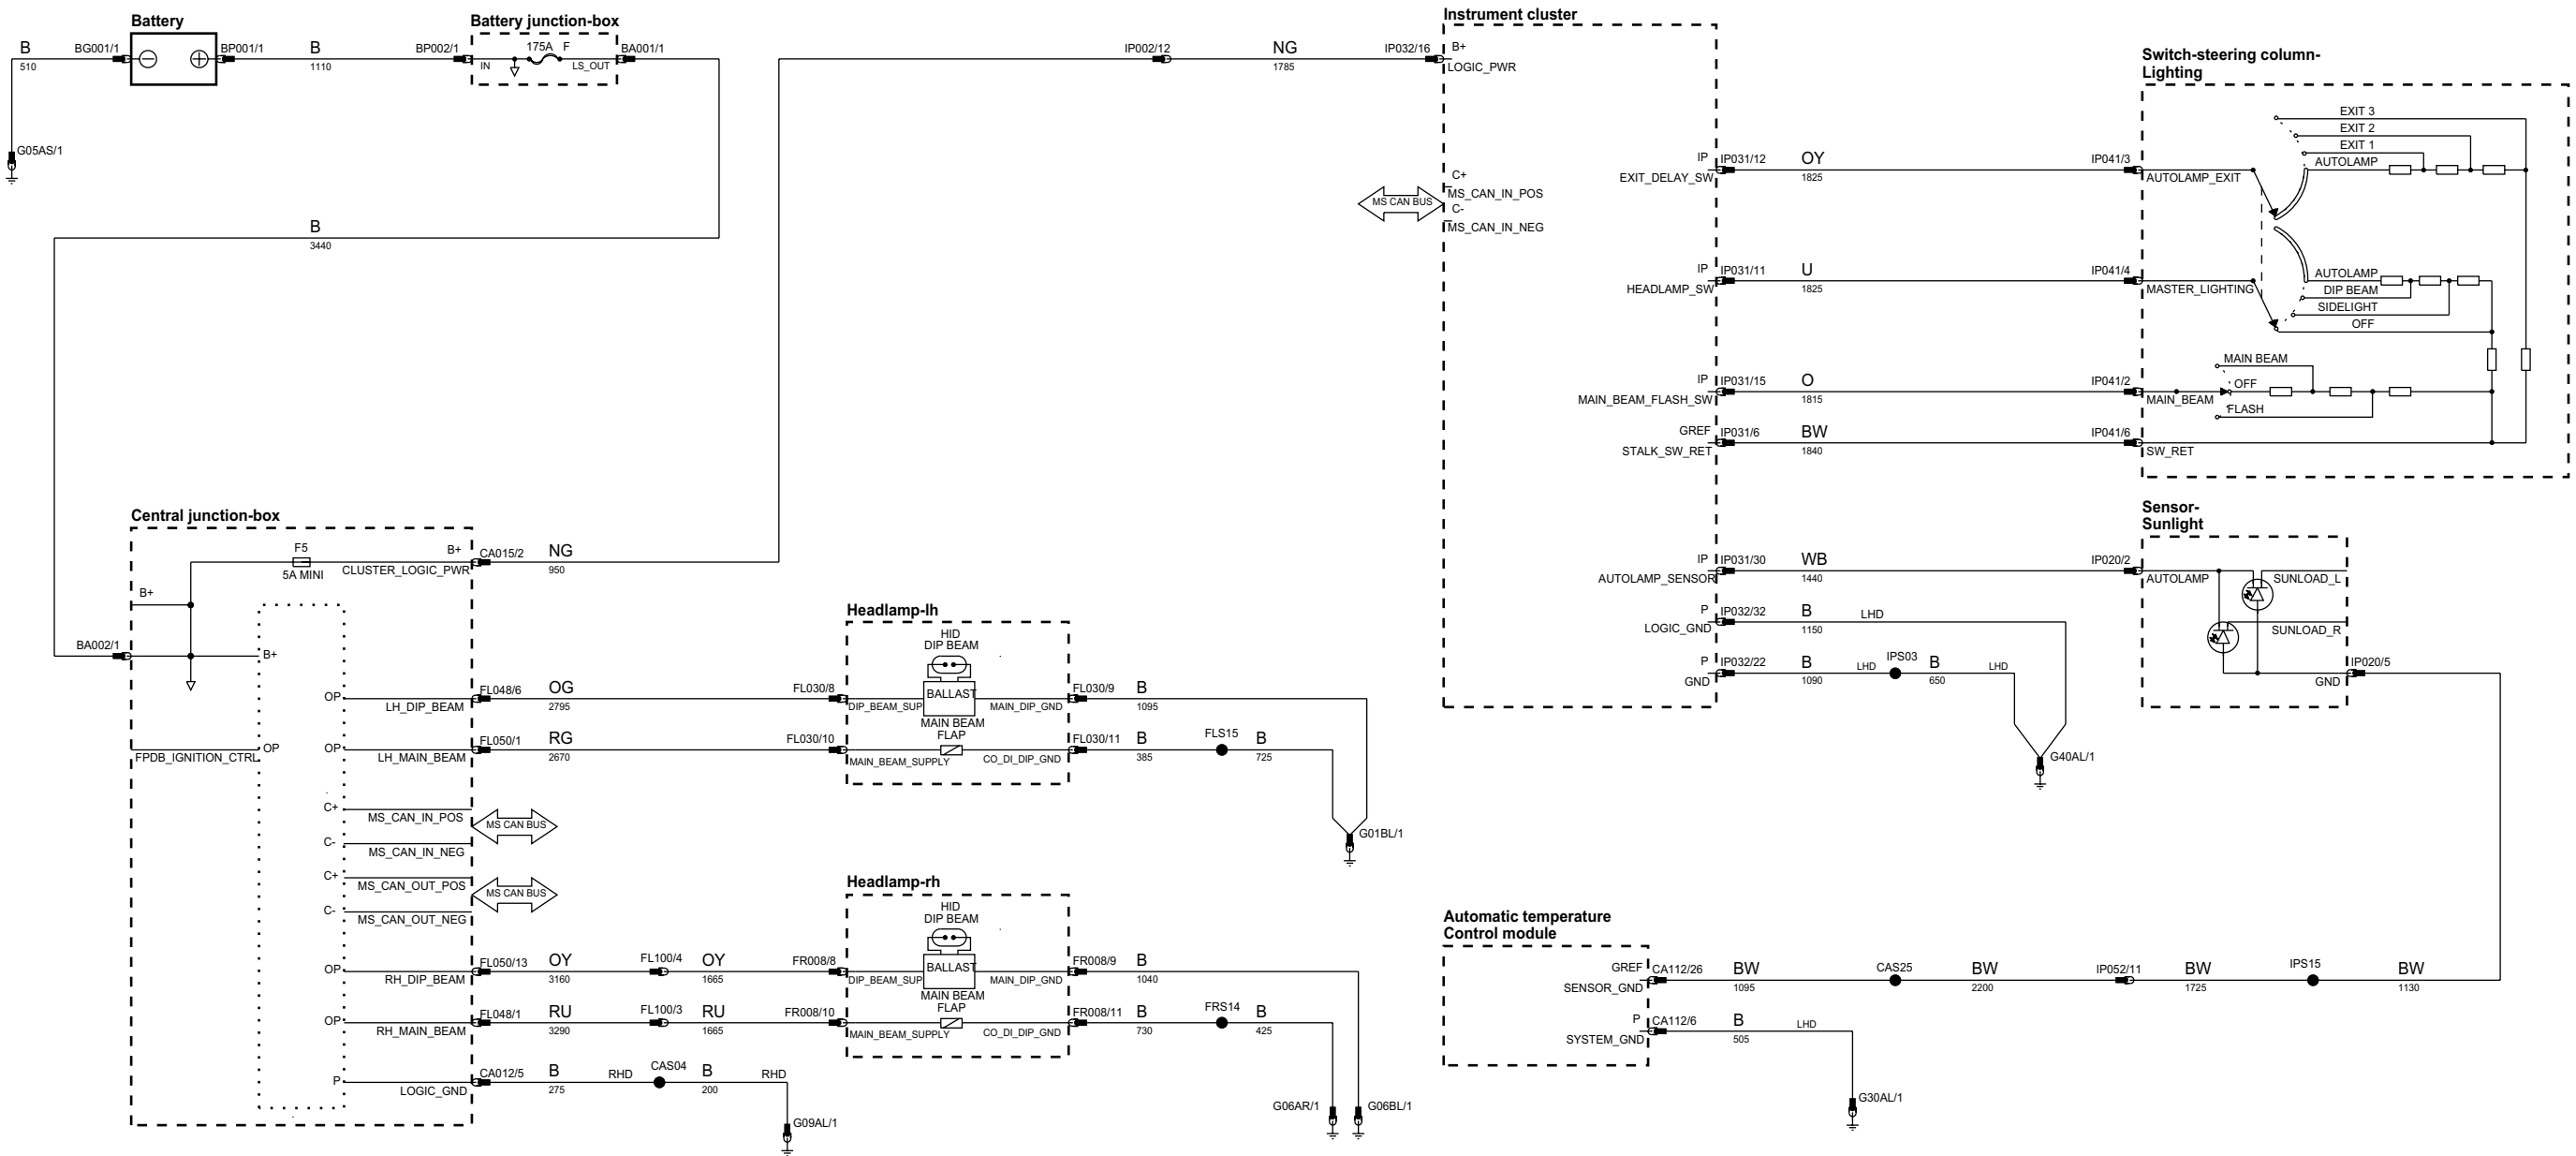 Battery
B
510
BG001/1
BP001/1
B
1110
G05AS/1
Battery junction-box
BP002/1
175A F
IN
LS_OUT
BA001/1
B
3440
IP002/12
NG
1785
IP032/16
Instrument cluster
B+
LOGIC_PWR
C+
MS_CAN_IN_POS
C-
MS_CAN_IN_NEG
MS CAN BUS
IP
EXIT_DELAY_SW
IP031/12
OY
1825
IP041/3
IP
HEADLAMP_SW
IP031/11
U
1825
IP041/4
IP
MAIN_BEAM_FLASH_SW
IP031/15
O
1815
IP041/2
GREF
STALK_SW_RET
IP031/6
BW
1840
IP041/6
IP
AUTOLAMP_SENSOR
IP031/30
WB
1440
IP020/2
P
LOGIC_GND
IP032/32
B
1150
LHD
P
GND
IP032/22
B
1090
LHD
IPS03
B
650
LHD
G40AL/1
Switch-steering column-
Lighting
AUTOLAMP_EXIT
EXIT 3
EXIT 2
EXIT 1
AUTOLAMP
MASTER_LIGHTING
AUTOLAMP
DIP BEAM
SIDELIGHT
OFF
MAIN_BEAM
MAIN BEAM
OFF
FLASH
SW_RET
Sensor-
Sunlight
AUTOLAMP
SUNLOAD_L
SUNLOAD_R
GND
IP020/5
Central junction-box
F5
5A MINI
B+
CLUSTER_LOGIC_PWR
CA015/2
NG
950
B+
BA002/1
B+
OP
LH_DIP_BEAM
FL048/6
OG
2795
FL030/8
FPDB_IGNITION_CTRL
OP
OP
LH_MAIN_BEAM
FL050/1
RG
2670
FL030/10
C+
MS_CAN_IN_POS
C-
MS_CAN_IN_NEG
MS CAN BUS
C+
MS_CAN_OUT_POS
C-
MS_CAN_OUT_NEG
MS CAN BUS
OP
RH_DIP_BEAM
FL050/13
OY
3160
FL100/4
OY
1665
FR008/8
OP
RH_MAIN_BEAM
FL048/1
RU
3290
FL100/3
RU
1665
FR008/10
P
LOGIC_GND
CA012/5
B
275
RHD
CAS04
B
200
RHD
G09AL/1
Headlamp-lh
HID
DIP BEAM
BALLAST
DIP_BEAM_SUP
MAIN_DIP_GND
MAIN BEAM
FLAP
MAIN_BEAM_SUPPLY
CO_DI_DIP_GND
FL030/9
B
1095
FL030/11
B
385
FLS15
B
725
G01BL/1
Headlamp-rh
HID
DIP BEAM
BALLAST
DIP_BEAM_SUP
MAIN_DIP_GND
MAIN BEAM
FLAP
MAIN_BEAM_SUPPLY
CO_DI_DIP_GND
FR008/9
B
1040
FR008/11
B
730
FRS14
B
425
G06AR/1
G06BL/1
Automatic temperature
Control module
GREF
SENSOR_GND
CA112/26
BW
1095
CAS25
BW
2200
IP052/11
BW
1725
IPS15
BW
1130
P
SYSTEM_GND
CA112/6
B
505
LHD
G30AL/1